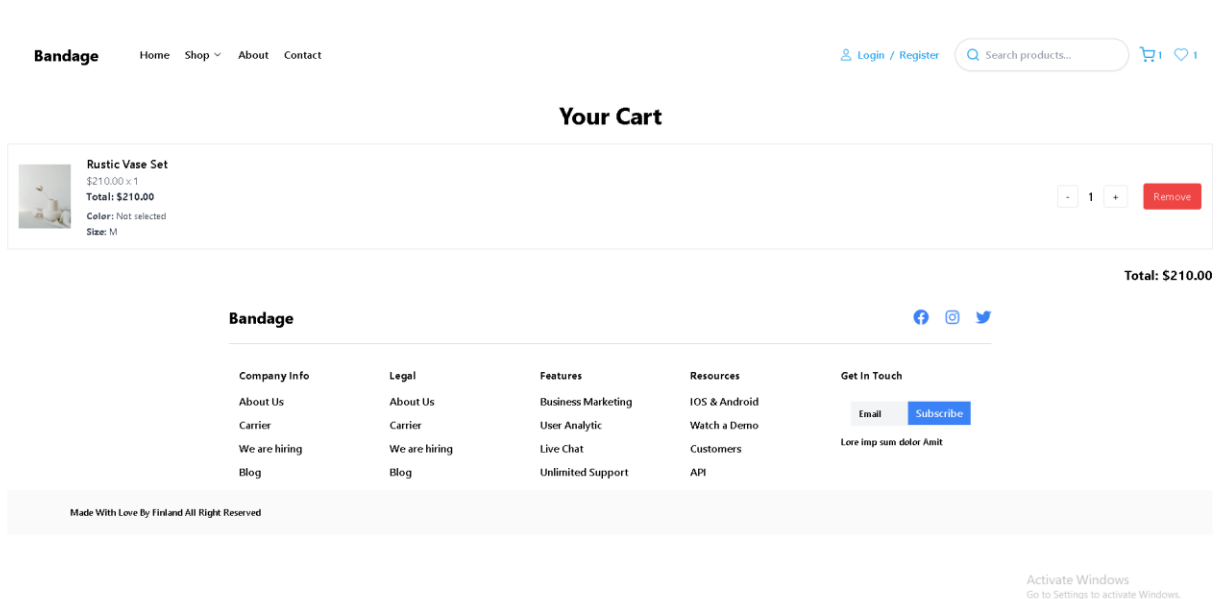 Bandage Home Shop About Contact Login / Register Search products... 1 1
Your Cart
Rustic Vase Set
$210.00 x 1
Total: $210.00
Color: Not selected
Size: M
- 1 + Remove
Total: $210.00
Bandage
Company Info Legal Features Resources Get In Touch
About Us About Us Business Marketing IOS & Android Email Subscribe
Carrier Carrier User Analytic Watch a Demo
We are hiring We are hiring Live Chat Customers Lore imp sum dolor Amit
Blog Blog Unlimited Support API
Made With Love By Finland All Right Reserved
Activate Windows
Go to Settings to activate Windows.